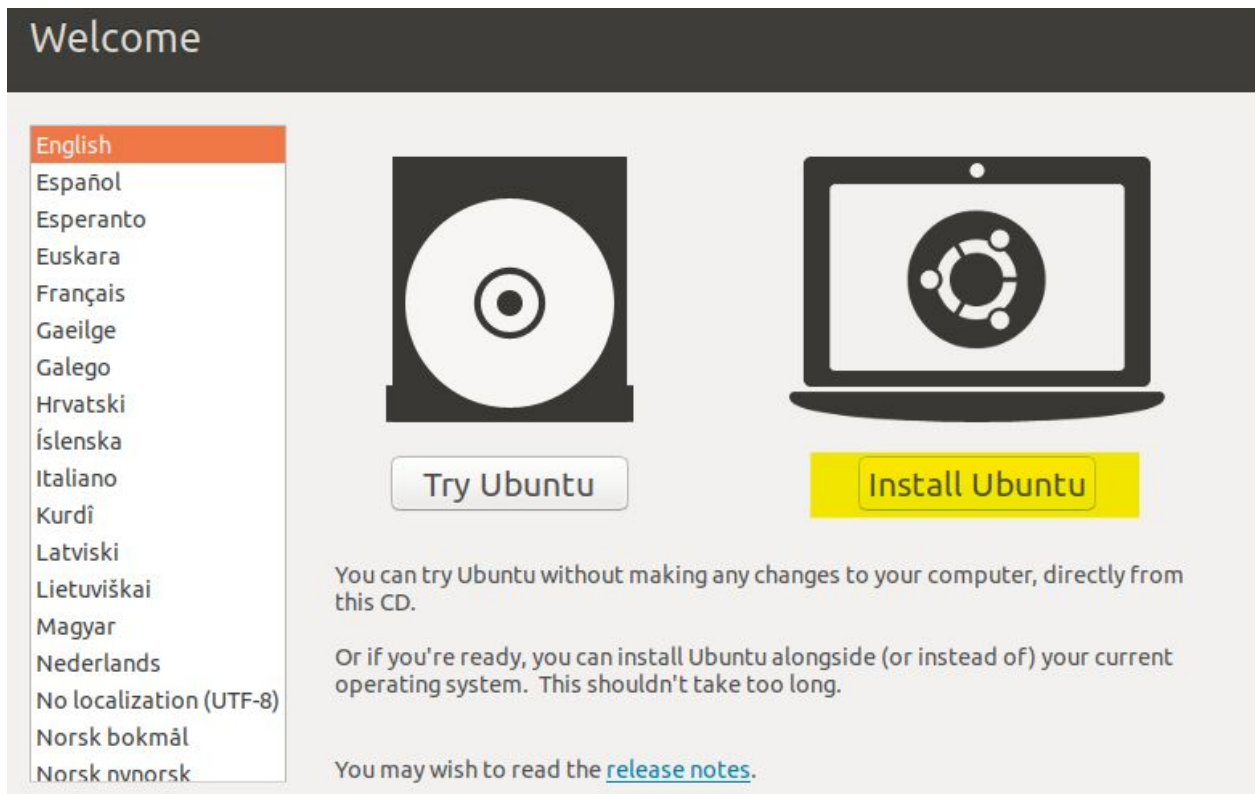 Welcome
English
Español
Esperanto
Euskara
Français
Gaeilge
Galego
Hrvatski
Íslenska
Italiano
Kurdî
Latviski
Lietuviškai
Magyar
Nederlands
No localization (UTF-8)
Norsk bokmål
Norsk nynorsk
Try Ubuntu
Install Ubuntu
You can try Ubuntu without making any changes to your computer, directly from
this CD.
Or if you're ready, you can install Ubuntu alongside (or instead of) your current
operating system.  This shouldn't take too long.
You may wish to read the release notes.